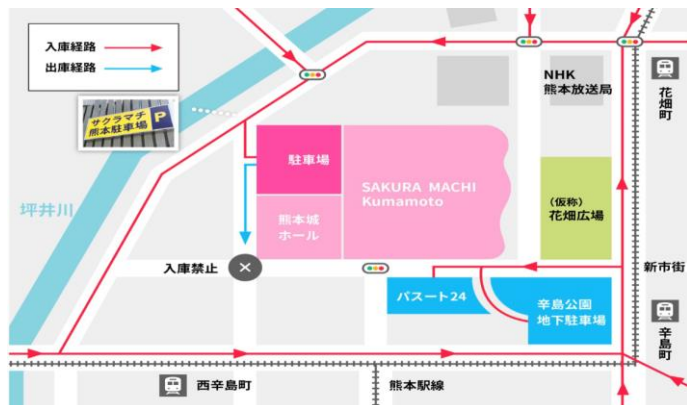 入庫経路
出庫経路
サクラマチ
熊本駐車場
P
NHK
熊本放送局
花畑町
駐車場
SAKURA MACHI
Kumamoto
熊本城
ホール
(仮称)
花畑広場
坪井川
入庫禁止
新市街
パスート24
辛島公園
地下駐車場
辛島町
西辛島町
熊本駅線